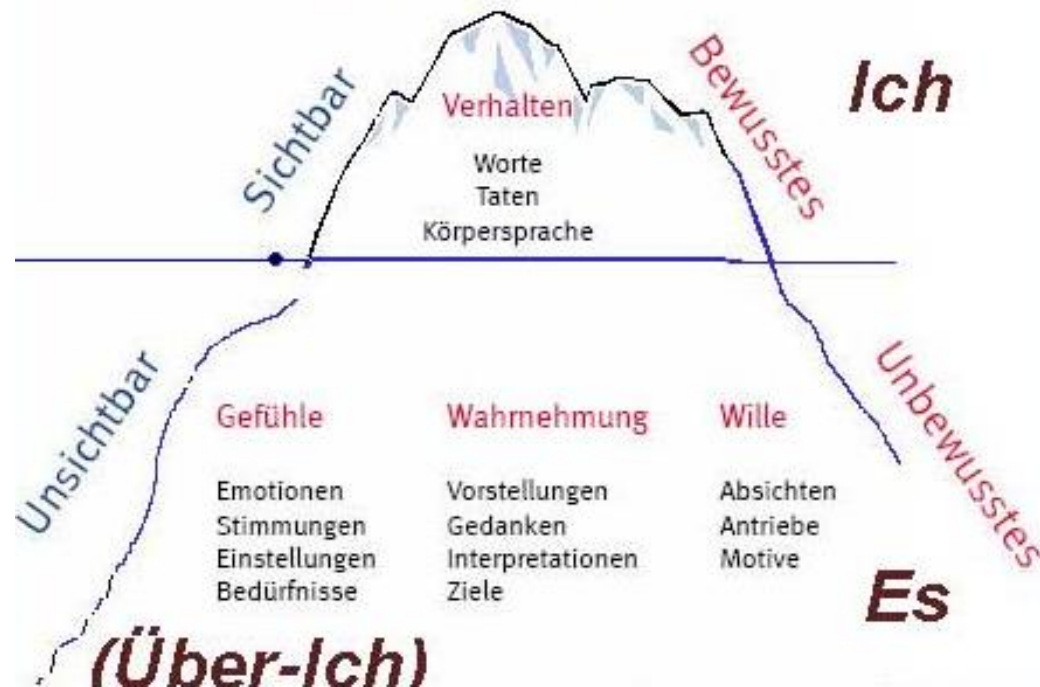 Sichtbar
Verhalten
Bewusstes
Ich
Worte
Taten
Körpersprache
Unsichtbar
Unbewusstes
Gefühle
Emotionen
Stimmungen
Einstellungen
Bedürfnisse
Wahrnehmung
Vorstellungen
Gedanken
Interpretationen
Ziele
Wille
Absichten
Antriebe
Motive
Es
(Über-Ich)